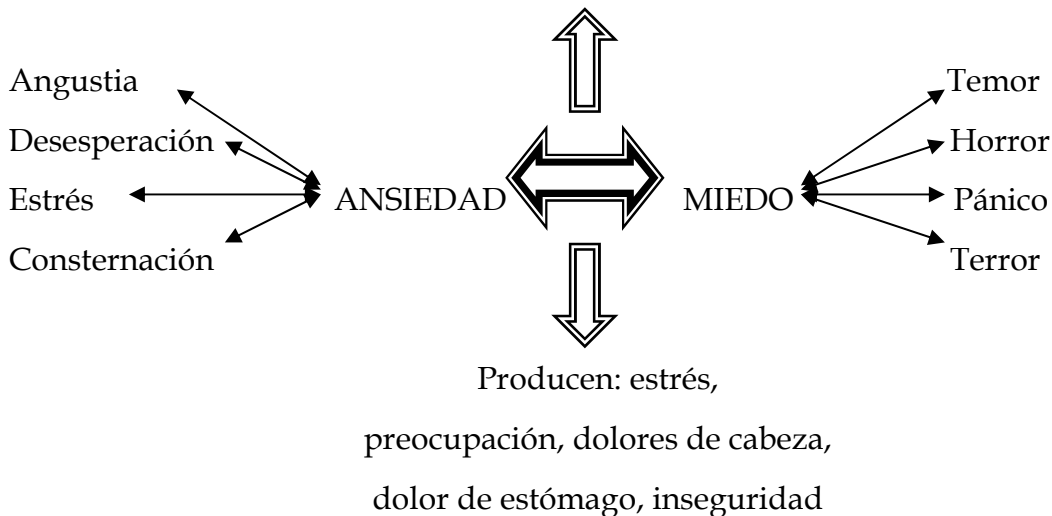 Angustia
Temor
Desesperación
Horror
Estrés
ANSIEDAD
MIEDO
Pánico
Consternación
Terror
Producen: estrés,
preocupación, dolores de cabeza,
dolor de estómago, inseguridad